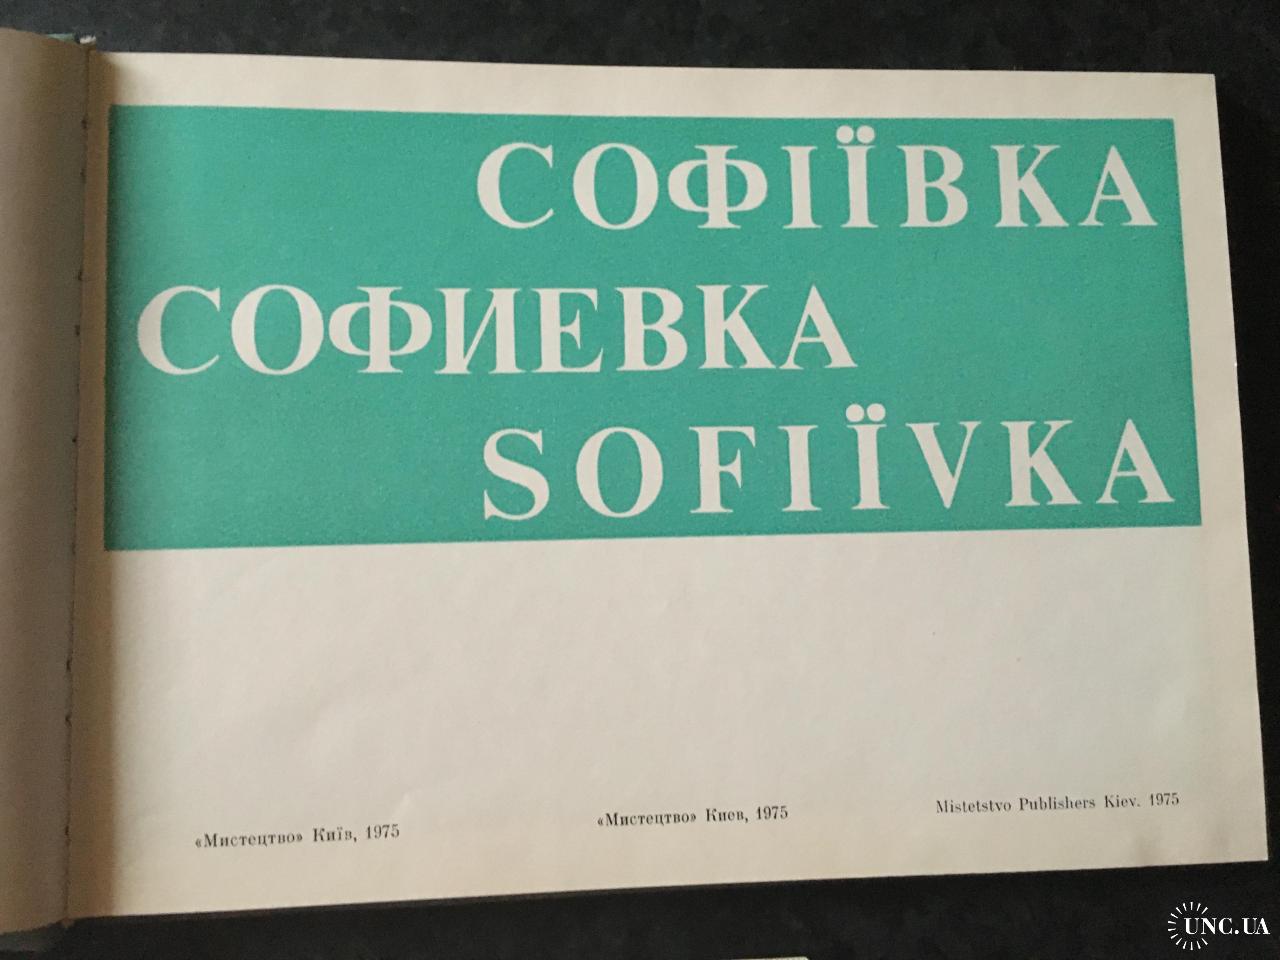 СОФІЇВКА
СОФИЕВКА
SOFIÏVKA
«Мистецтво» Київ, 1975
«Мистецтво» Киев, 1975
Mistetstvo Publishers Kiev. 1975
UNC.UA